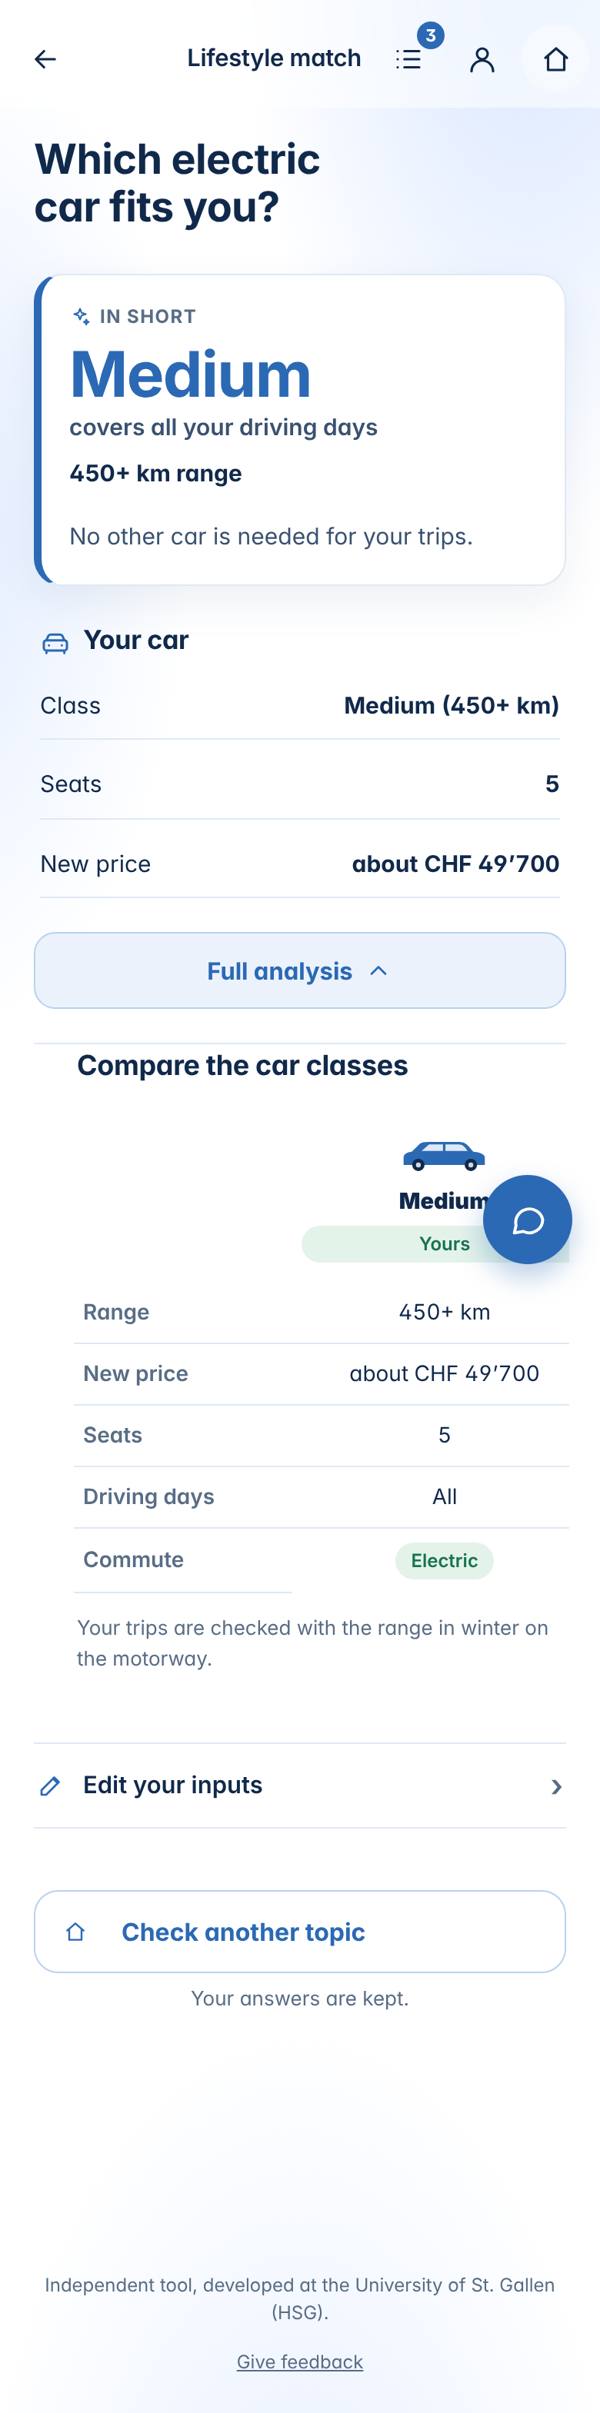 Lifestyle match
3
Which electric
car fits you?
IN SHORT
Medium
covers all your driving days
450+ km range
No other car is needed for your trips.
Your car
Class Medium (450+ km)
Seats 5
New price about CHF 49’700
Full analysis
Compare the car classes
Medium
Yours
Range 450+ km
New price about CHF 49’700
Seats 5
Driving days All
Commute Electric
Your trips are checked with the range in winter on
the motorway.
Edit your inputs
Check another topic
Your answers are kept.
Independent tool, developed at the University of St. Gallen
(HSG).
Give feedback